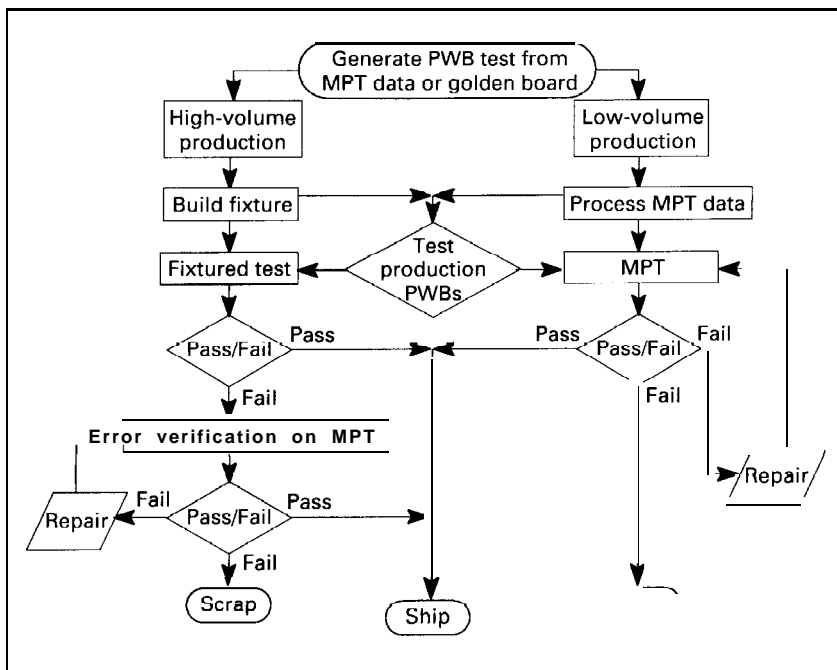 Generate PWB test from
MPT data or golden board
High-volume
production
Low-volume
production
Build fixture
Process MPT data
Test
production
PWBs
Fixtured test
MPT
Pass/Fail
Pass
Pass
Pass/Fail
Fail
Fail
Fail
Error verification on MPT
Repair
Fail
Pass/Fail
Pass
Repair
Fail
Scrap
Ship